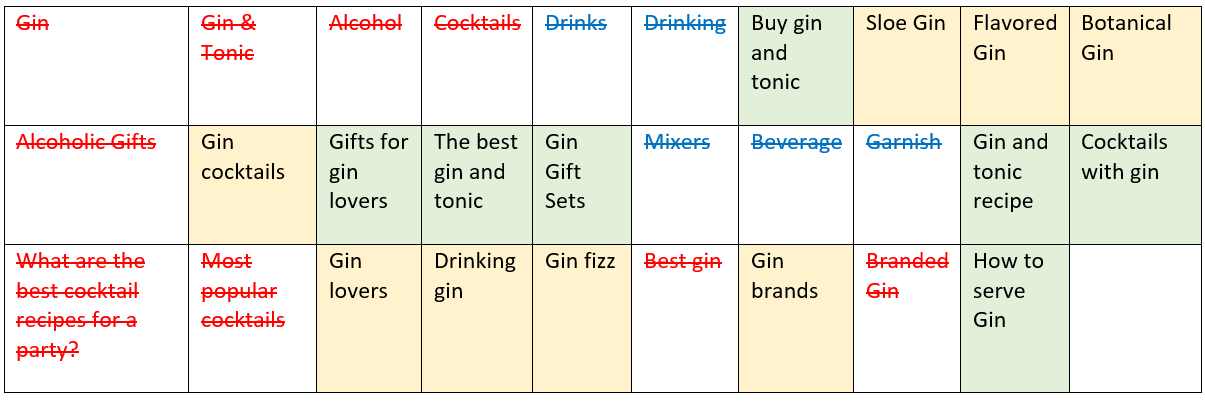 Gin
Gin &
Tonic
Alcohol
Cocktails
Drinks
Drinking
Buy gin
and
tonic
Sloe Gin
Flavored
Gin
Botanical
Gin
Alcoholic Gifts
Gin
cocktails
Gifts for
gin
lovers
The best
gin and
tonic
Gin
Gift
Sets
Mixers
Beverage
Garnish
Gin and
tonic
recipe
Cocktails
with gin
What are the
best cocktail
recipes for a
party?
Most
popular
cocktails
Gin
lovers
Drinking
gin
Gin fizz
Best gin
Gin
brands
Branded
Gin
How to
serve
Gin